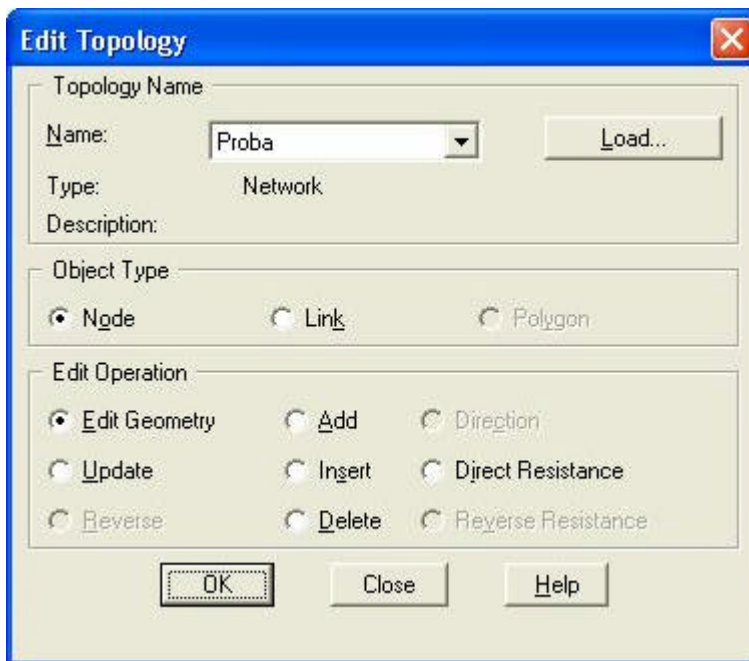 Edit Topology
Topology Name
Name: Proba Load...
Type: Network
Description:
Object Type
Node Link Polygon
Edit Operation
Edit Geometry Add Direction
Update Insert Direct Resistance
Reverse Delete Reverse Resistance
OK Close Help